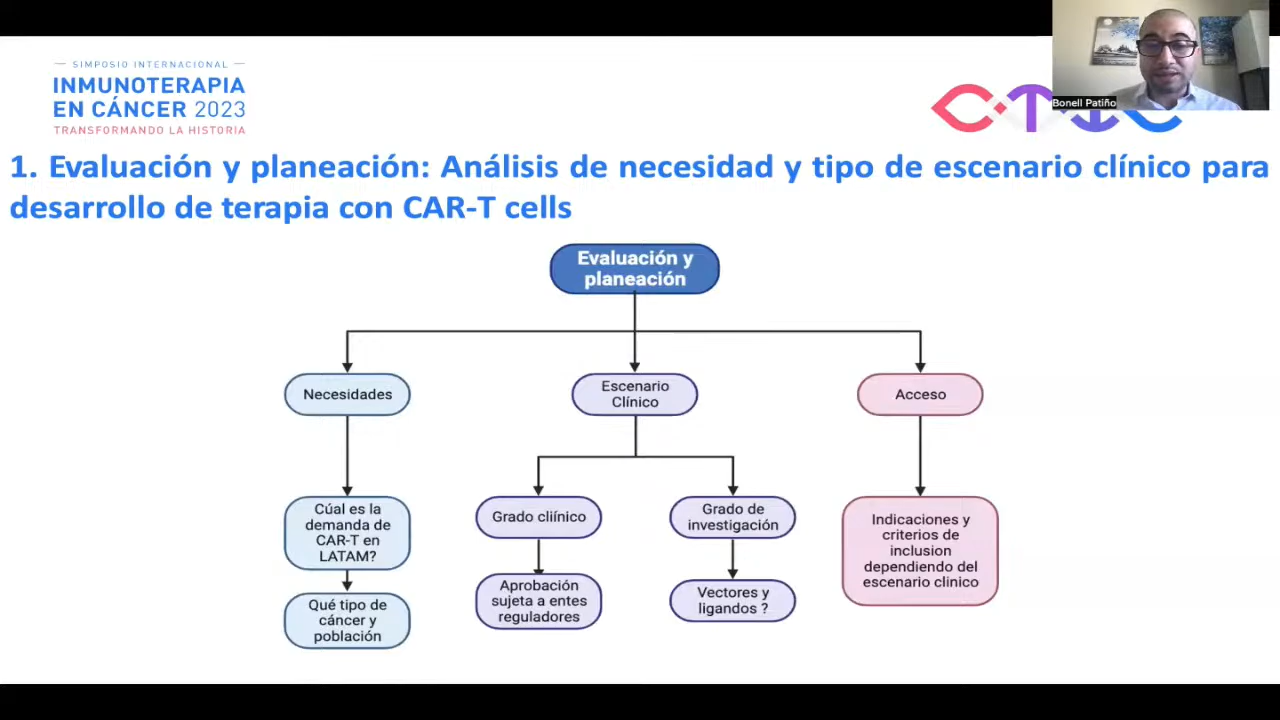 SIMPOSIO INTERNACIONAL
INMUNOTERAPIA
EN CÁNCER 2023
TRANSFORMANDO LA HISTORIA
Bonell Patiño
1. Evaluación y planeación: Análisis de necesidad y tipo de escenario clínico para
desarrollo de terapia con CAR-T cells
Evaluación y
planeación
Necesidades
Escenario
Clínico
Acceso
Cúal es la
demanda de
CAR-T en
LATAM?
Qué tipo de
cáncer y
población
Grado cliínico
Aprobación
sujeta a entes
reguladores
Grado de
investigación
Vectores y
ligandos ?
Indicaciones y
criterios de
inclusion
dependiendo del
escenario clinico